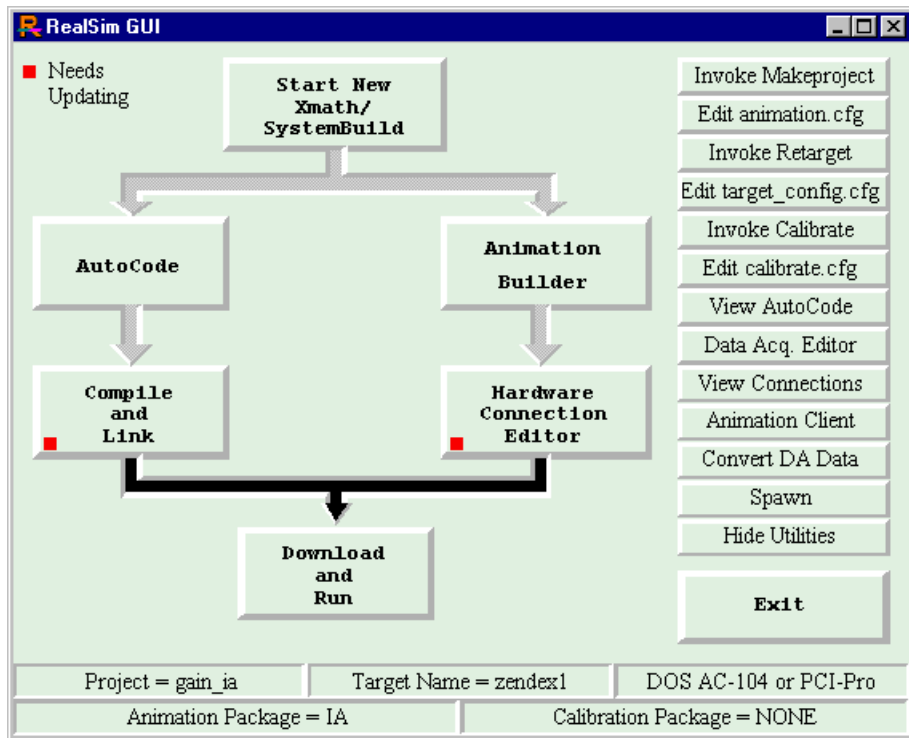 RealSim GUI
Needs
Updating
Start New
Xmath/
SystemBuild
AutoCode
Animation
Builder
Compile
and
Link
Hardware
Connection
Editor
Download
and
Run
Invoke Makeproject
Edit animation.cfg
Invoke Retarget
Edit target_config.cfg
Invoke Calibrate
Edit calibrate.cfg
View AutoCode
Data Acq. Editor
View Connections
Animation Client
Convert DA Data
Spawn
Hide Utilities
Exit
Project = gain_ia
Target Name = zendex1
DOS AC-104 or PCI-Pro
Animation Package = IA
Calibration Package = NONE